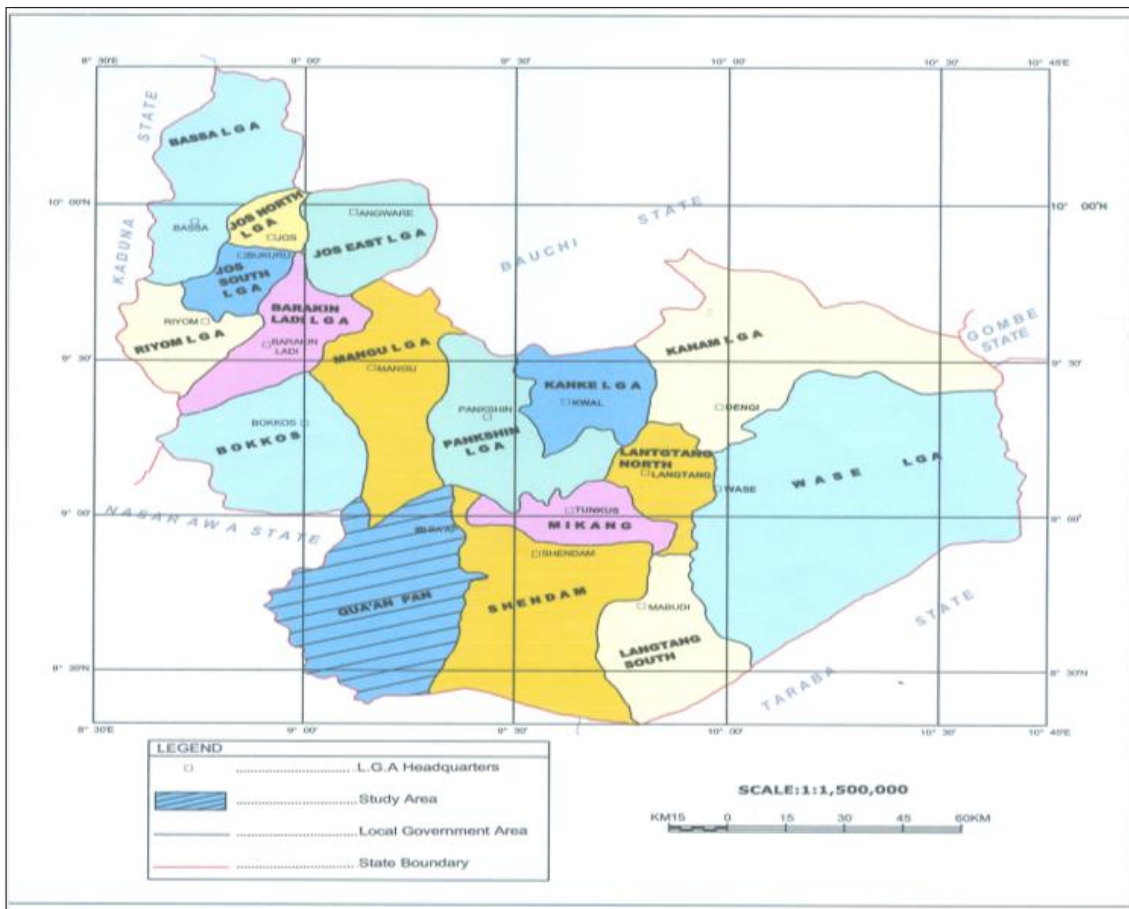 8° 30'E 9° 00' 9° 30' 10° 00' 10° 30' 10° 45'E
KADUNA STATE
BASSA L G A
BASSA
10° 00'N
10° 00'N
JOS NORTH
L G A
JOS
ANGWARE
JOS EAST L G A
BAUCHI STATE
BUKURU
JOS
SOUTH
L G A
RIYOM
RIYOM L G A
BARAKIN
LADI L G A
BARAKIN
LADI
MANGU L G A
MANGU
KANAM L G A
GOMBE
STATE
9° 30'
9° 30'
KANKE L G A
KWAL
DENGI
BOKKOS
BOKKOS
PANKSHIN
PANKSHIN
L G A
LANTGTANG
NORTH
LANGTANG
WASE
WASE LGA
9° 00'
9° 00'
NASARAWA STATE
TUNKUS
MIKANG
SHENDAM
SHENDAM
QUA'AN PAN
MABUDI
LANGTANG
SOUTH
TARABA STATE
8° 30'N
8° 30'N
8° 30'E 9° 00' 9° 30' 10° 00' 10° 30'
LEGEND
L.G.A Headquarters
Study Area
Local Government Area
State Boundary
SCALE:1:1,500,000
KM15 0 15 30 45 60KM